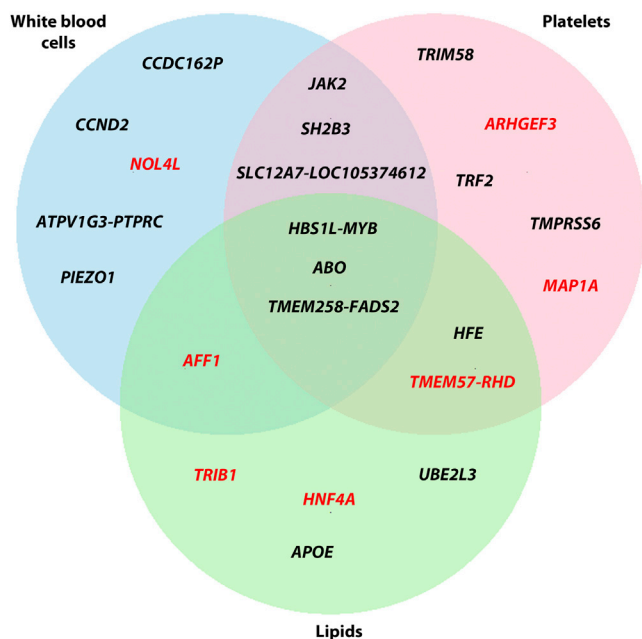 White blood
cells
Platelets
CCDC162P
TRIM58
JAK2
CCND2
SH2B3
ARHGEF3
NOL4L
SLC12A7-LOC105374612
TRF2
ATPV1G3-PTPRC
HBS1L-MYB
TMPRSS6
PIEZO1
ABO
MAP1A
TMEM258-FADS2
HFE
AFF1
TMEM57-RHD
TRIB1
UBE2L3
HNF4A
APOE
Lipids